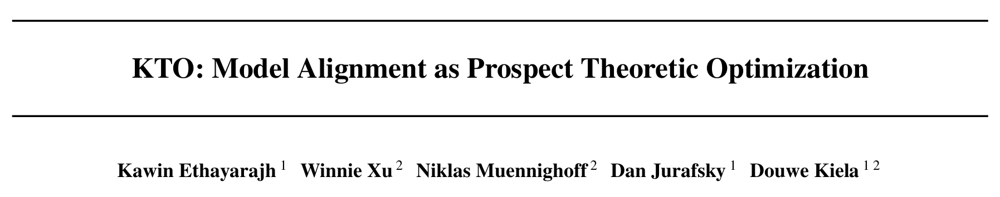 KTO: Model Alignment as Prospect Theoretic Optimization
Kawin Ethayarajh 1 Winnie Xu 2 Niklas Muennighoff 2 Dan Jurafsky 1 Douwe Kiela 1 2